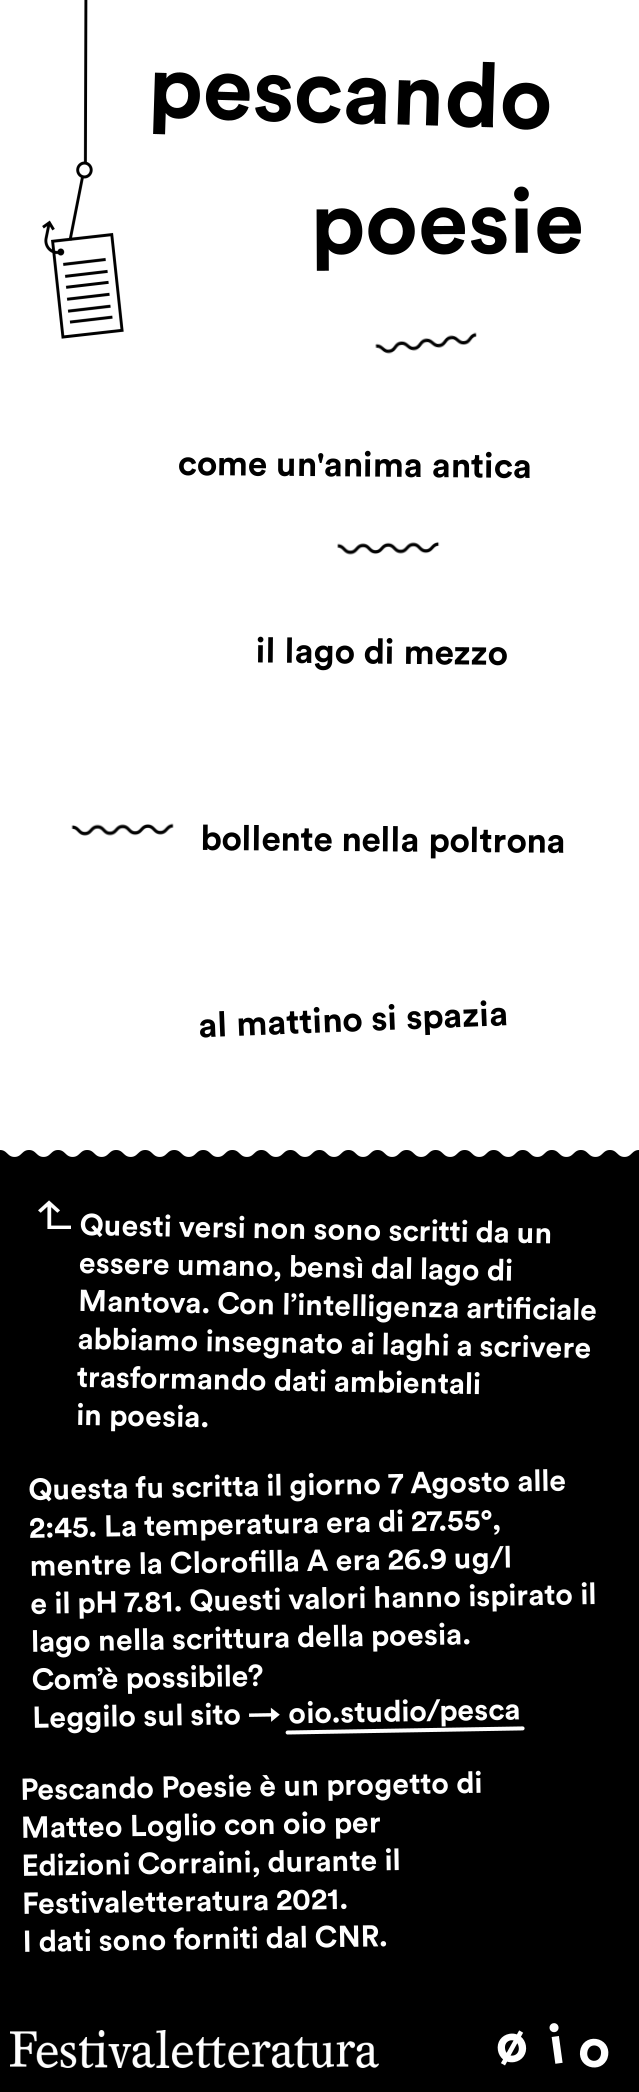 pescando
poesie
come un'anima antica
il lago di mezzo
bollente nella poltrona
al mattino si spazia
Questi versi non sono scritti da un
essere umano, bensì dal lago di
Mantova. Con l’intelligenza artificiale
abbiamo insegnato ai laghi a scrivere
trasformando dati ambientali
in poesia.
Questa fu scritta il giorno 7 Agosto alle
2:45. La temperatura era di 27.55°,
mentre la Clorofilla A era 26.9 ug/l
e il pH 7.81. Questi valori hanno ispirato il
lago nella scrittura della poesia.
Com’è possibile?
Leggilo sul sito → oio.studio/pesca
Pescando Poesie è un progetto di
Matteo Loglio con oio per
Edizioni Corraini, durante il
Festivaletteratura 2021.
I dati sono forniti dal CNR.
Festivaletteratura øio